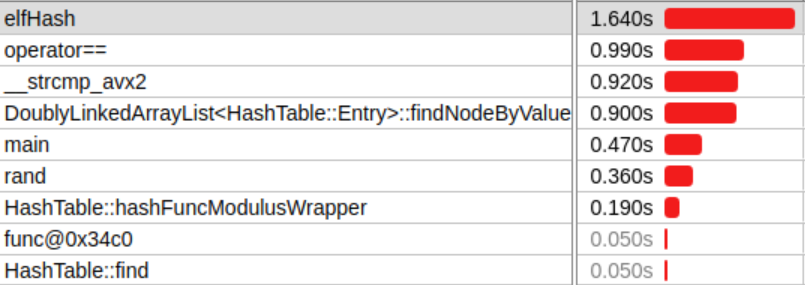 elfHash 1.640s
operator== 0.990s
__strcmp_avx2 0.920s
DoublyLinkedArrayList<HashTable::Entry>::findNodeByValue 0.900s
main 0.470s
rand 0.360s
HashTable::hashFuncModulusWrapper 0.190s
func@0x34c0 0.050s
HashTable::find 0.050s